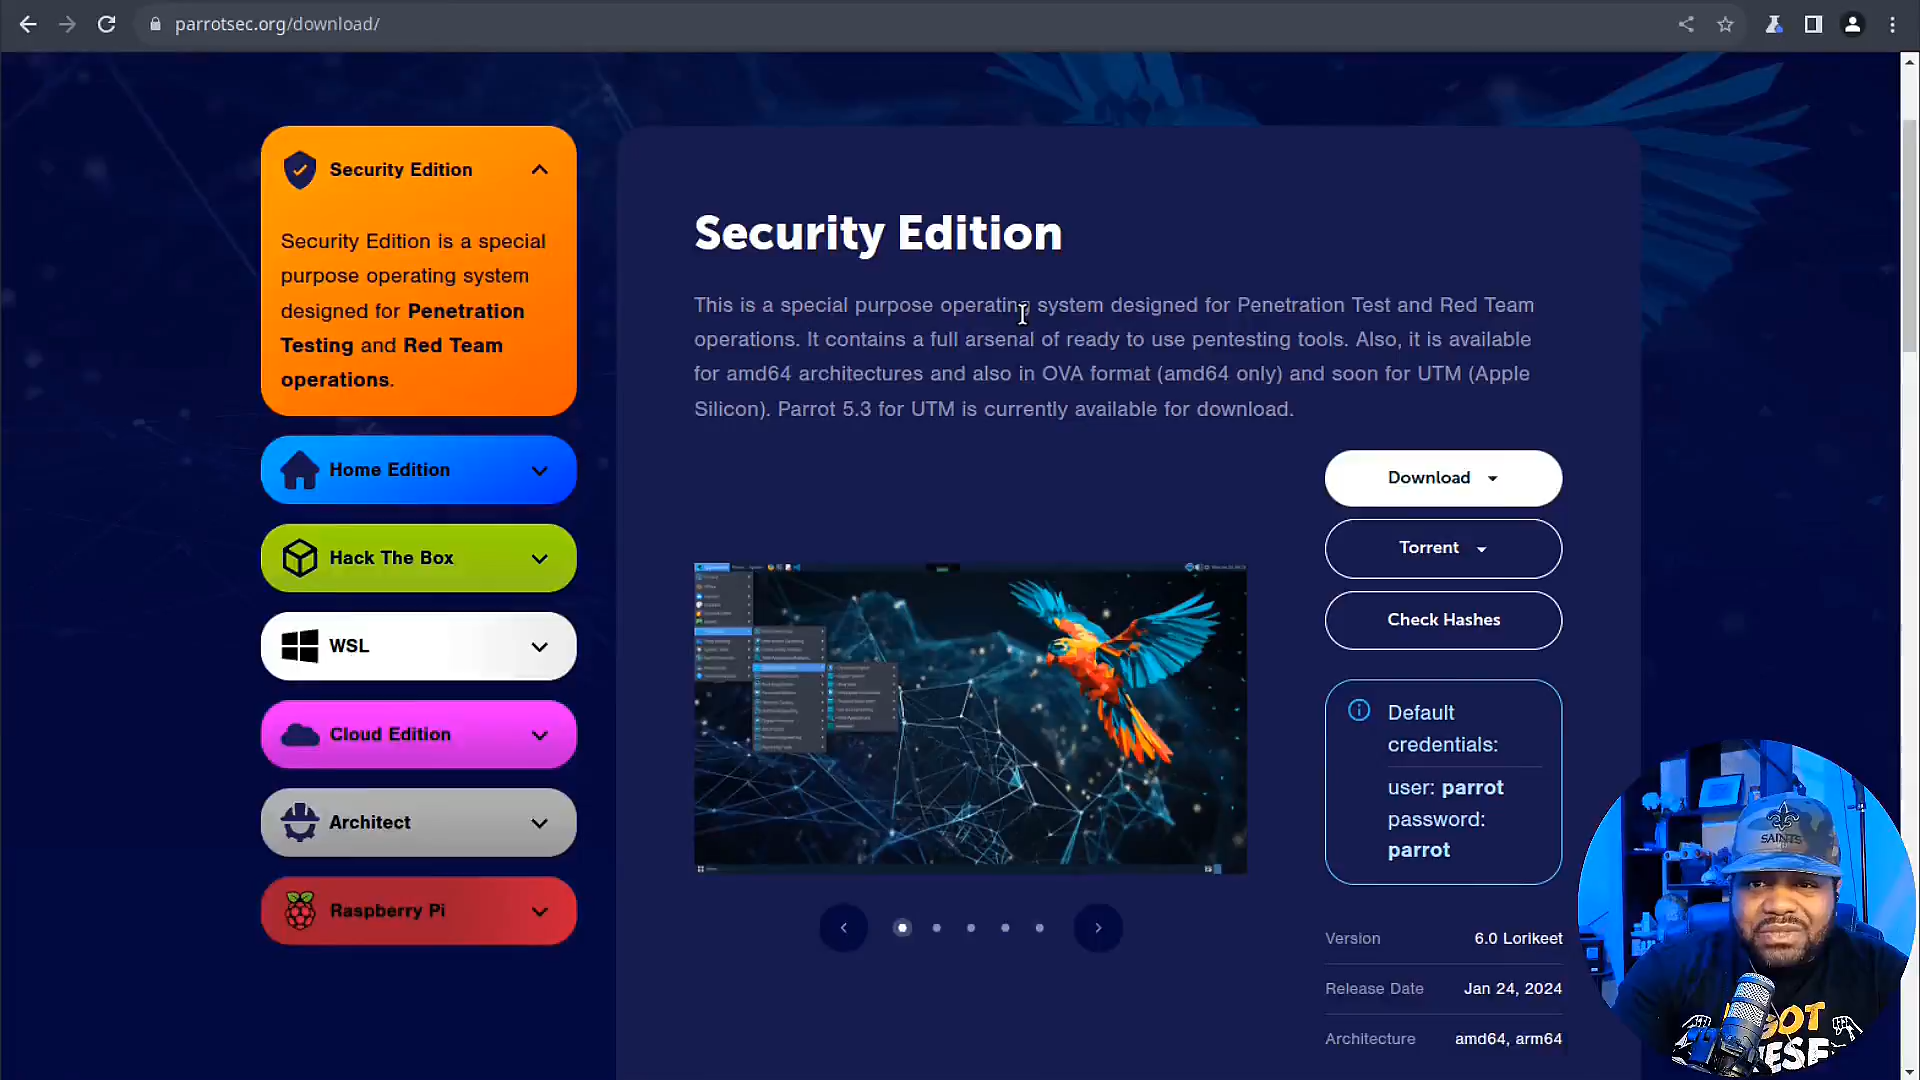 parrotsec.org/download/
Security Edition
Security Edition is a special
purpose operating system
designed for Penetration
Testing and Red Team
operations.
Home Edition
Hack The Box
WSL
Cloud Edition
Architect
Raspberry Pi
Security Edition
This is a special purpose operating system designed for Penetration Test and Red Team
operations. It contains a full arsenal of ready to use pentesting tools. Also, it is available
for amd64 architectures and also in OVA format (amd64 only) and soon for UTM (Apple
Silicon). Parrot 5.3 for UTM is currently available for download.
Download
Torrent
Check Hashes
Default
credentials:
user: parrot
password:
parrot
Version 6.0 Lorikeet
Release Date Jan 24, 2024
Architecture amd64, arm64
SAINTS